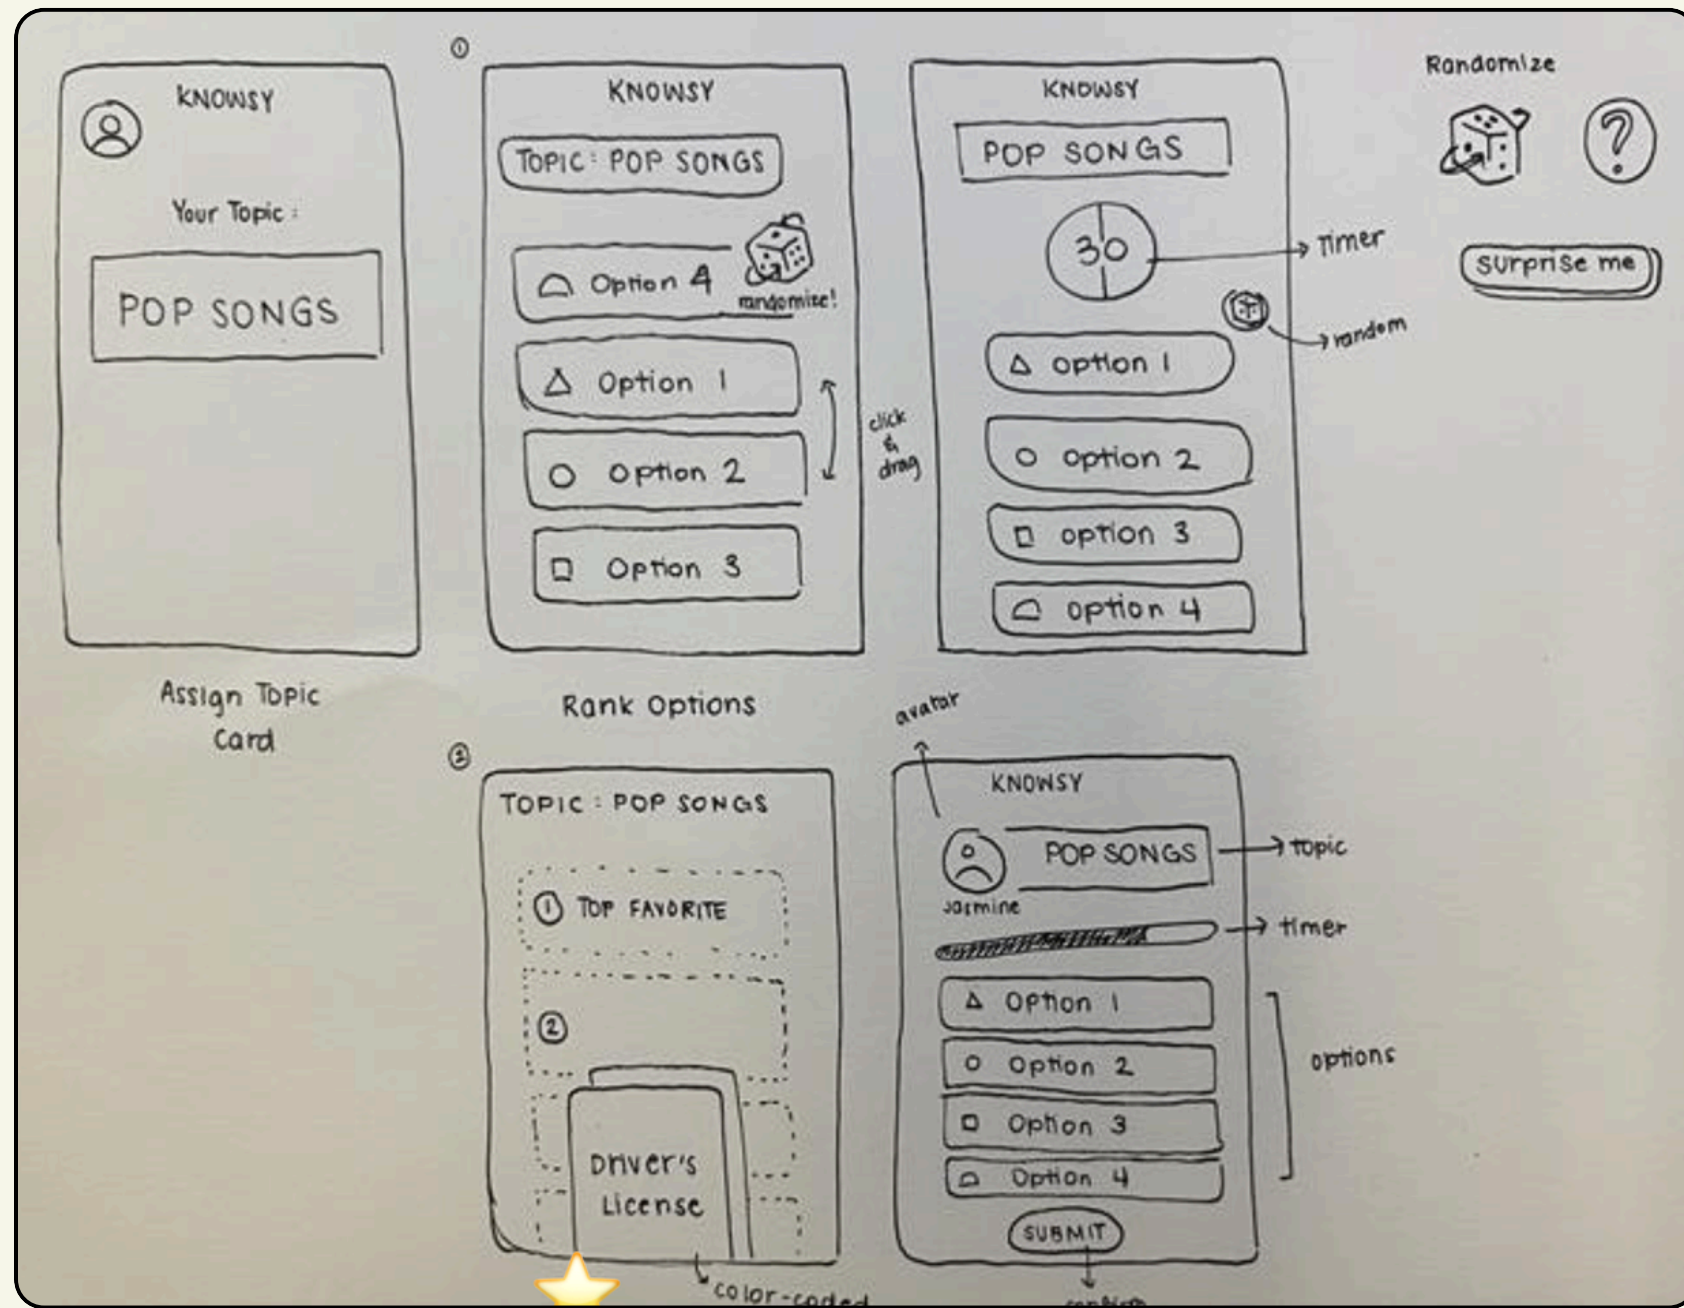 KNOWSY
Your Topic:
POP SONGS
Assign Topic
Card
①
KNOWSY
TOPIC: POP SONGS
Option 4
randomize!
Option 1
Option 2
Option 3
click
&
drag
Rank Options
KNOWSY
POP SONGS
30
Timer
random
Option 1
Option 2
Option 3
Option 4
Randomize
?
surprise me
②
TOPIC: POP SONGS
① TOP FAVORITE
②
Driver's
License
color-coded
avatar
KNOWSY
POP SONGS
topic
Jasmine
timer
Option 1
Option 2
Option 3
Option 4
options
SUBMIT